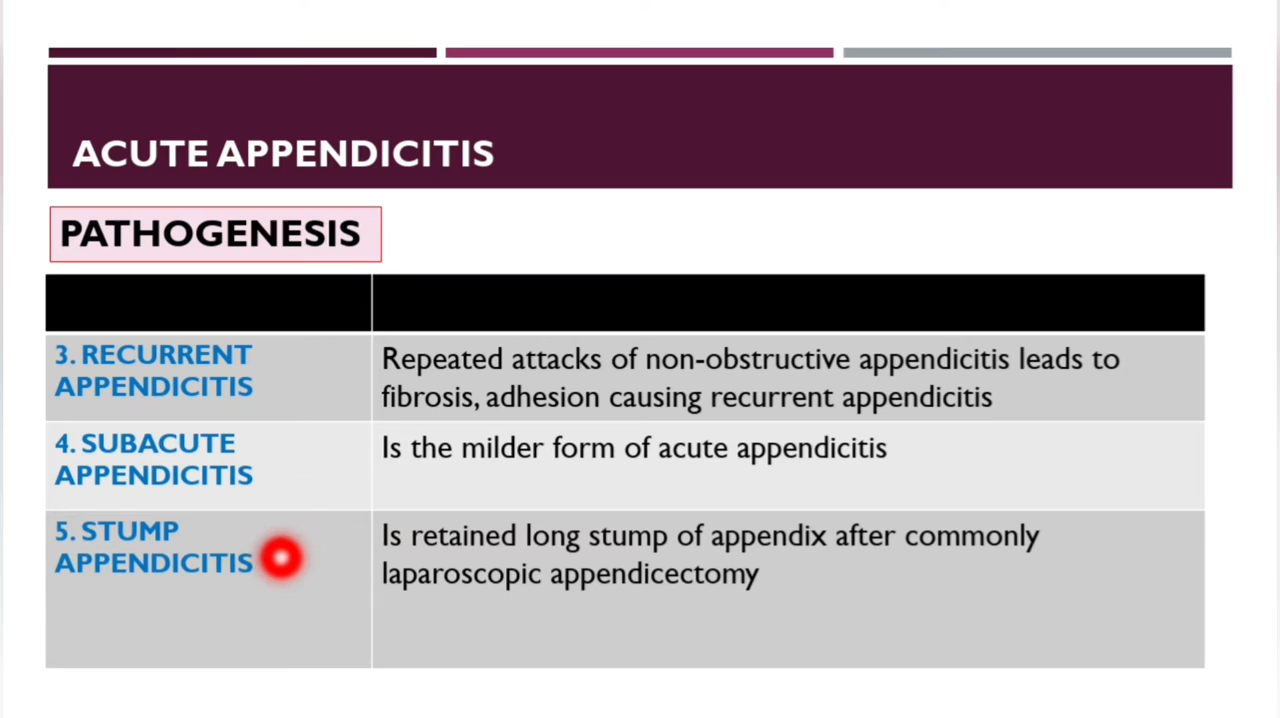 ACUTE APPENDICITIS
PATHOGENESIS
3. RECURRENT
APPENDICITIS
Repeated attacks of non-obstructive appendicitis leads to
fibrosis, adhesion causing recurrent appendicitis
4. SUBACUTE
APPENDICITIS
Is the milder form of acute appendicitis
5. STUMP
APPENDICITIS
Is retained long stump of appendix after commonly
laparoscopic appendicectomy